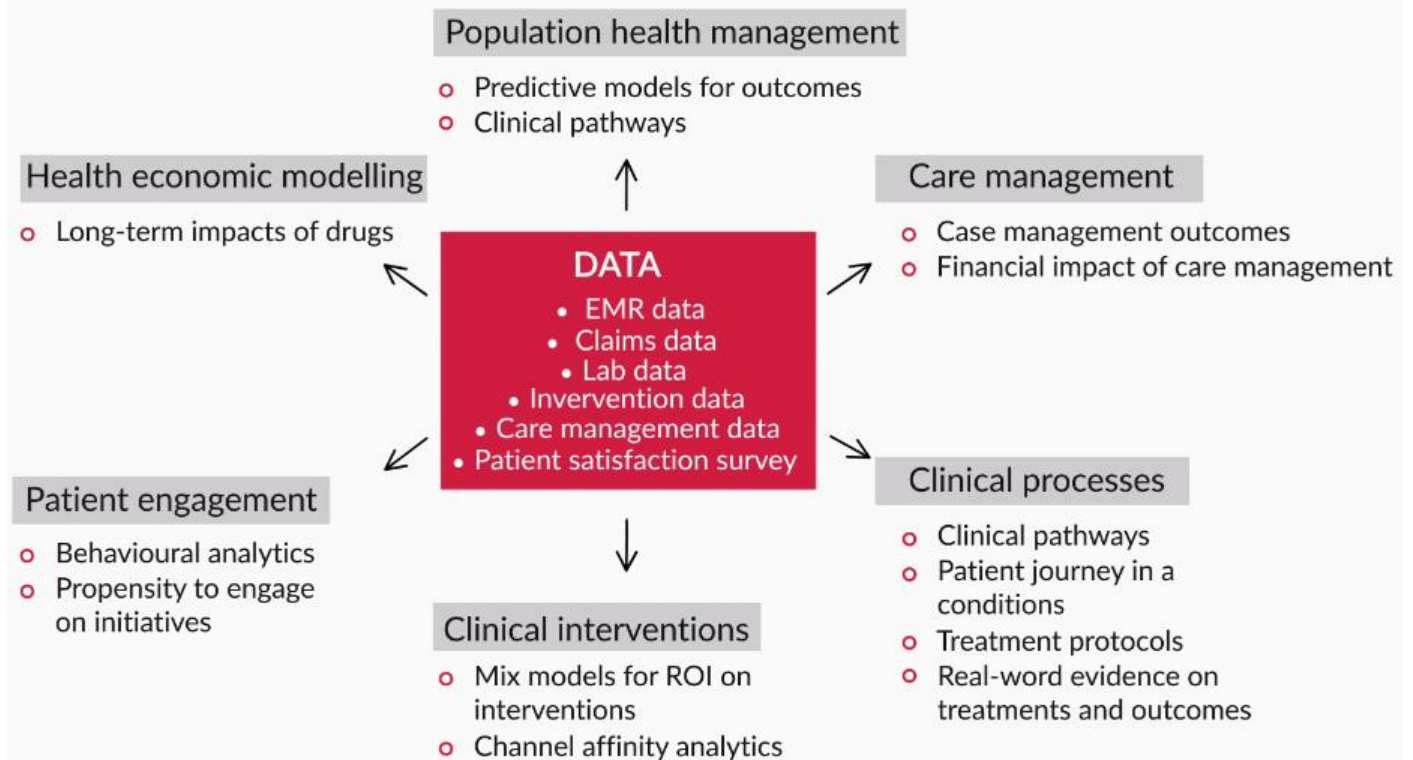 Population health management
Predictive models for outcomes
Clinical pathways
Health economic modelling
Long-term impacts of drugs
Care management
Case management outcomes
Financial impact of care management
DATA
• EMR data
• Claims data
• Lab data
• Invervention data
• Care management data
• Patient satisfaction survey
Patient engagement
Behavioural analytics
Propensity to engage
on initiatives
Clinical interventions
Mix models for ROI on
interventions
Channel affinity analytics
Clinical processes
Clinical pathways
Patient journey in a
conditions
Treatment protocols
Real-word evidence on
treatments and outcomes